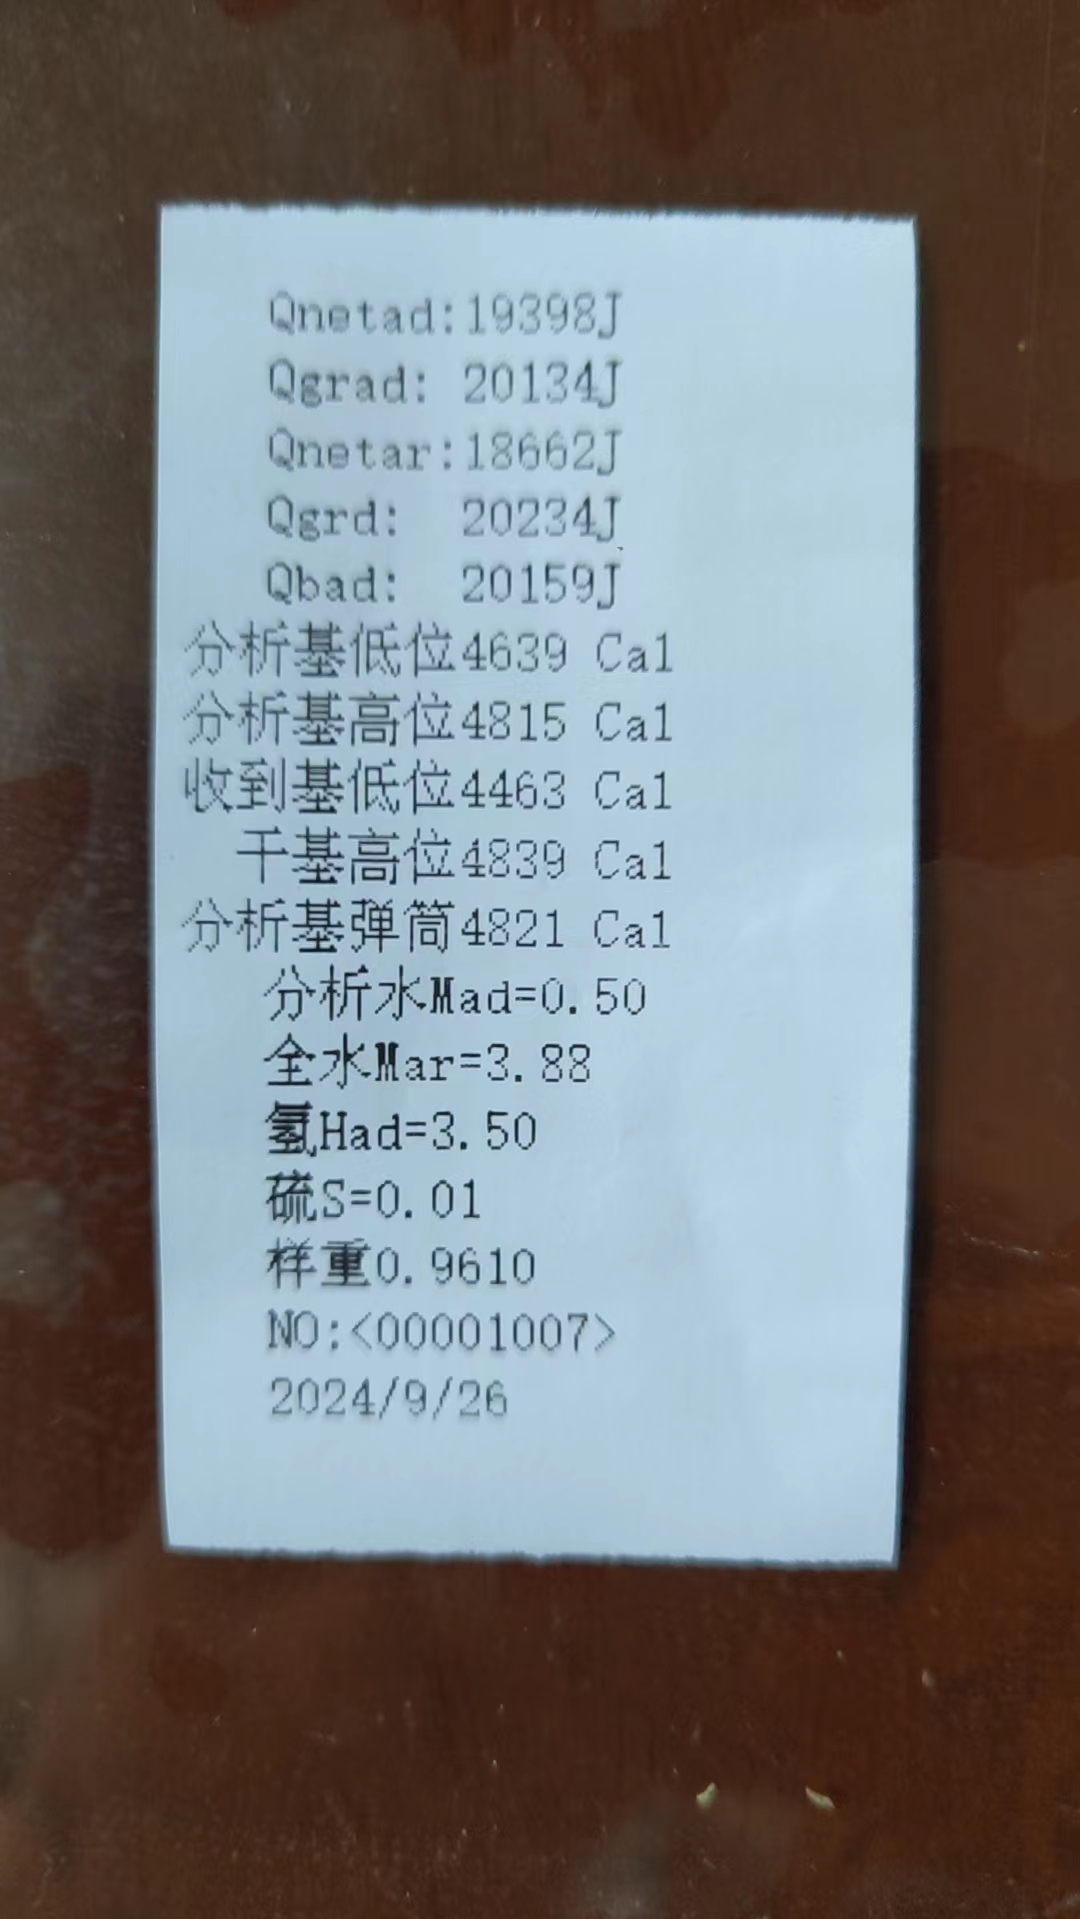 Qnetad:19398J
Qgrad: 20134J
Qnetar:18662J
Qgrd: 20234J
Qbad: 20159J
分析基低位4639 Cal
分析基高位4815 Cal
收到基低位4463 Cal
干基高位4839 Cal
分析基弹筒4821 Cal
分析水Mad=0.50
全水Mar=3.88
氢Had=3.50
硫S=0.01
样重0.9610
NO:<00001007>
2024/9/26